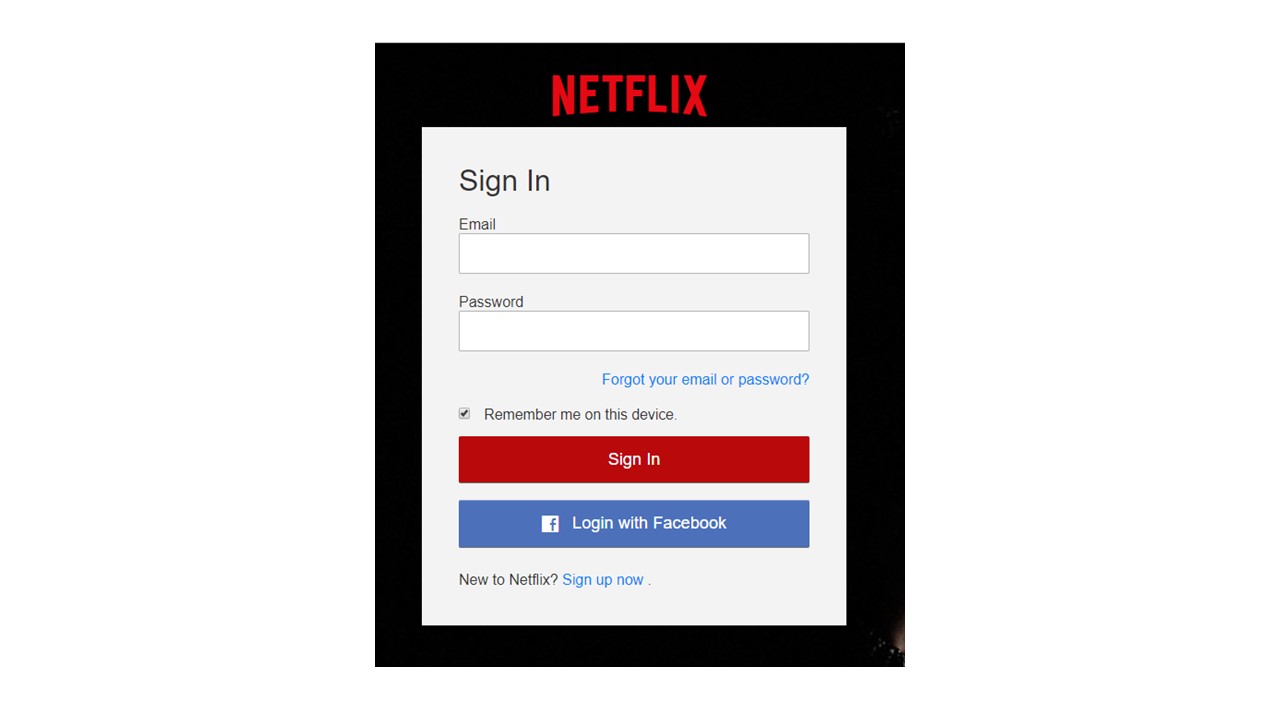 NETFLIX
Sign In
Email
Password
Forgot your email or password?
Remember me on this device.
Sign In
Login with Facebook
New to Netflix? Sign up now .